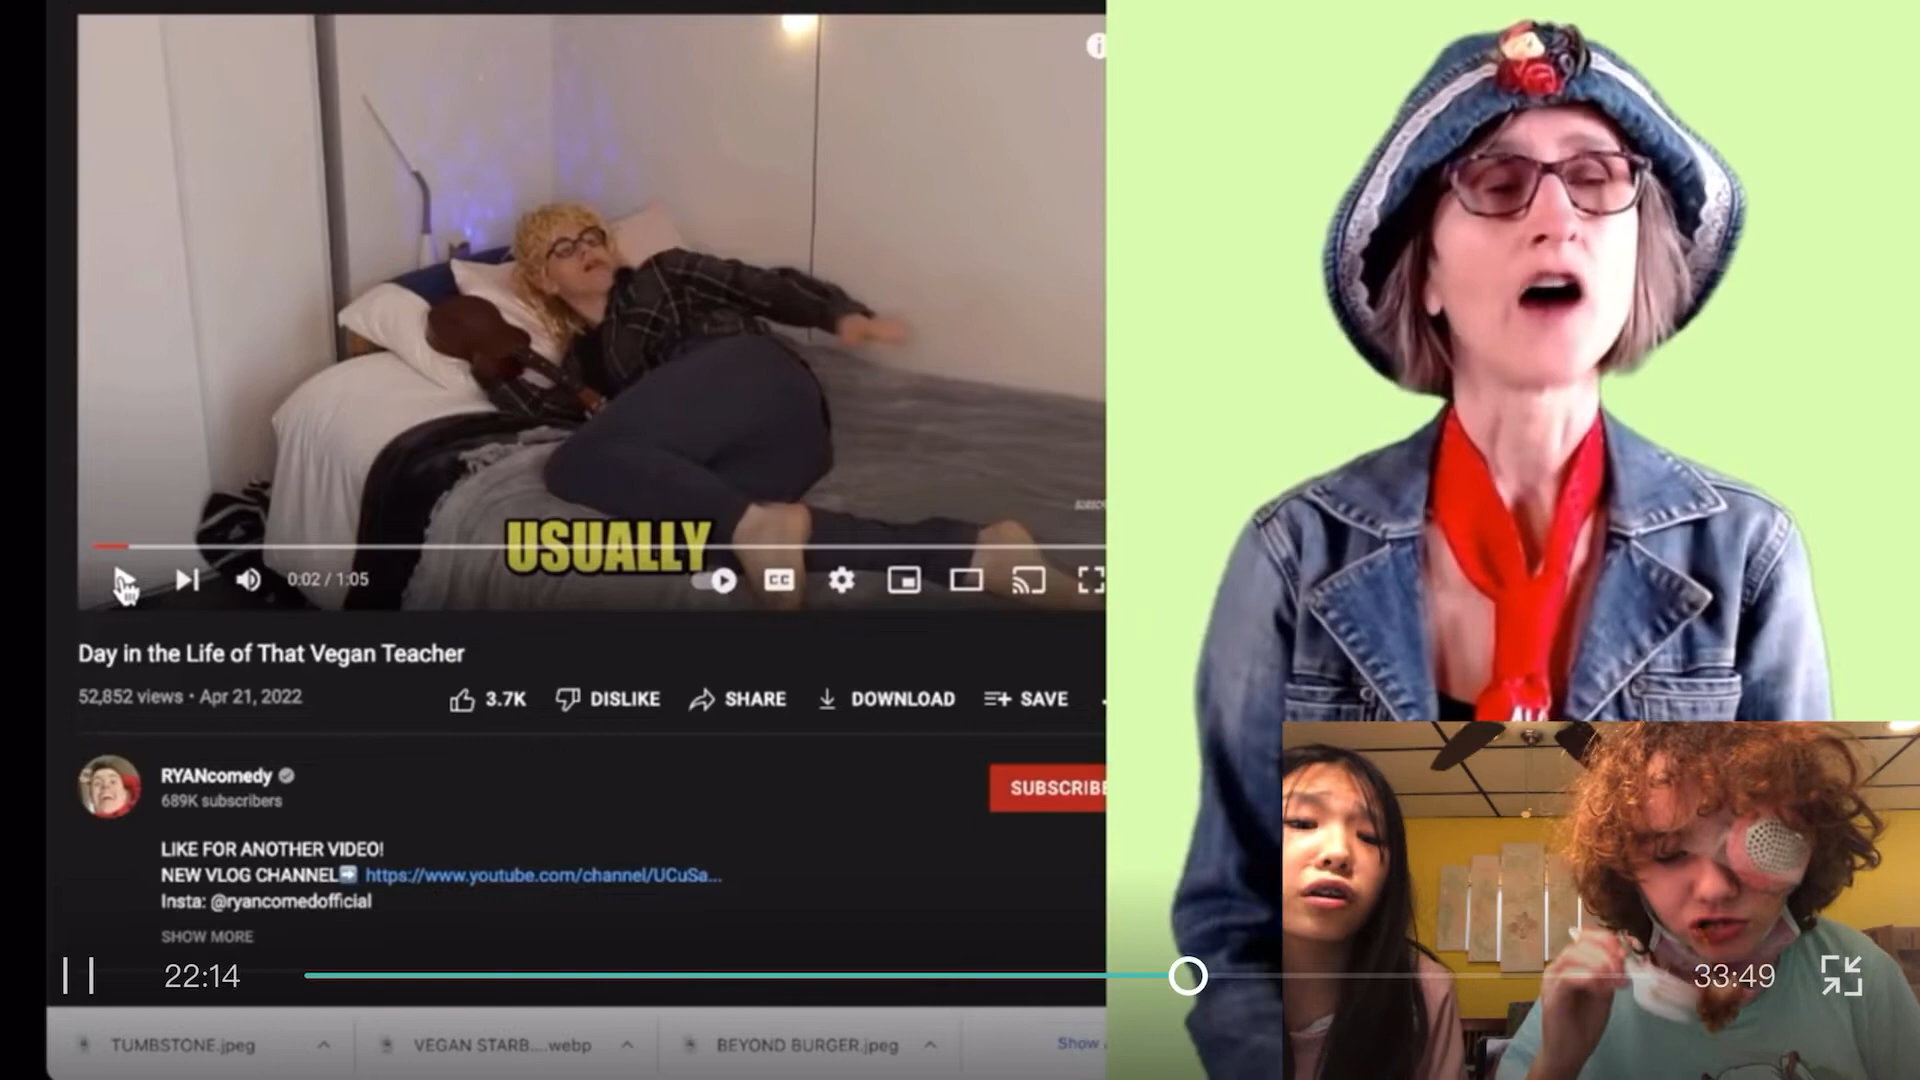 USUALLY
0:02 / 1:05
CC
Day in the Life of That Vegan Teacher
52,852 views • Apr 21, 2022
3.7K DISLIKE SHARE DOWNLOAD SAVE
RYANcomedy
689K subscribers
SUBSCRIBE
LIKE FOR ANOTHER VIDEO!
NEW VLOG CHANNEL➡️ https://www.youtube.com/channel/UCuSa...
Insta: @ryancomedofficial
SHOW MORE
22:14
33:49
TUMBSTONE.jpeg
VEGAN STARB....webp
BEYOND BURGER.jpeg
Show